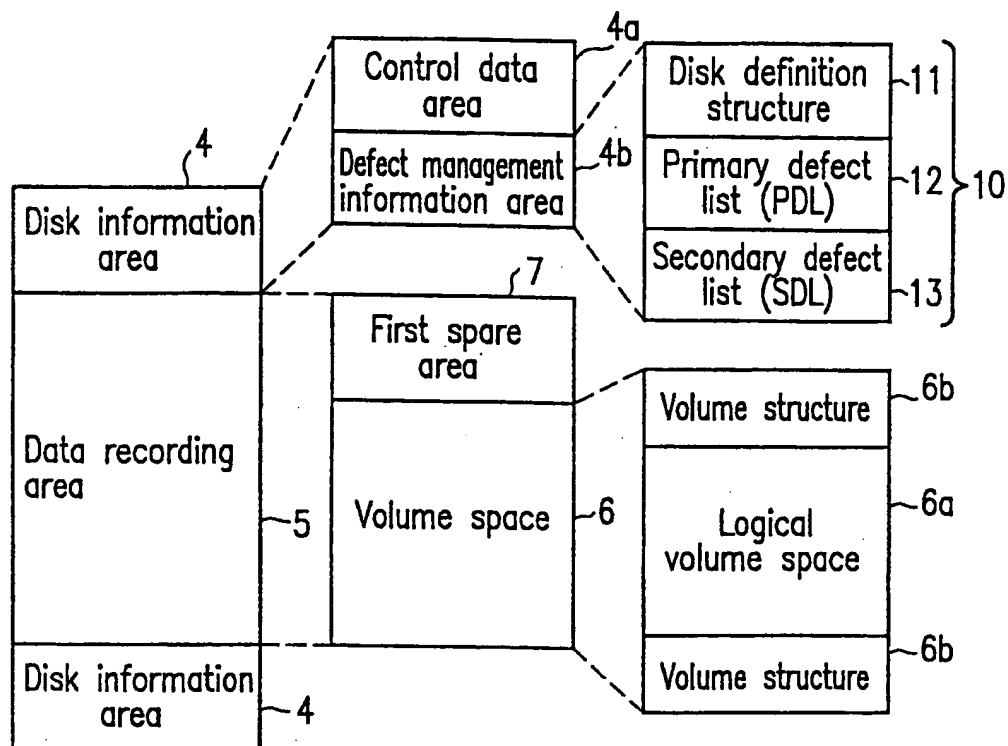 4
Disk information
area
Data recording
area
5
Disk information
area
4
4a
Control data
area
4b
Defect management
information area
7
First spare
area
Volume space
6
Disk definition
structure
11
Primary defect
list (PDL)
12
Secondary defect
list (SDL)
13
10
6b
Volume structure
6a
Logical
volume space
6b
Volume structure